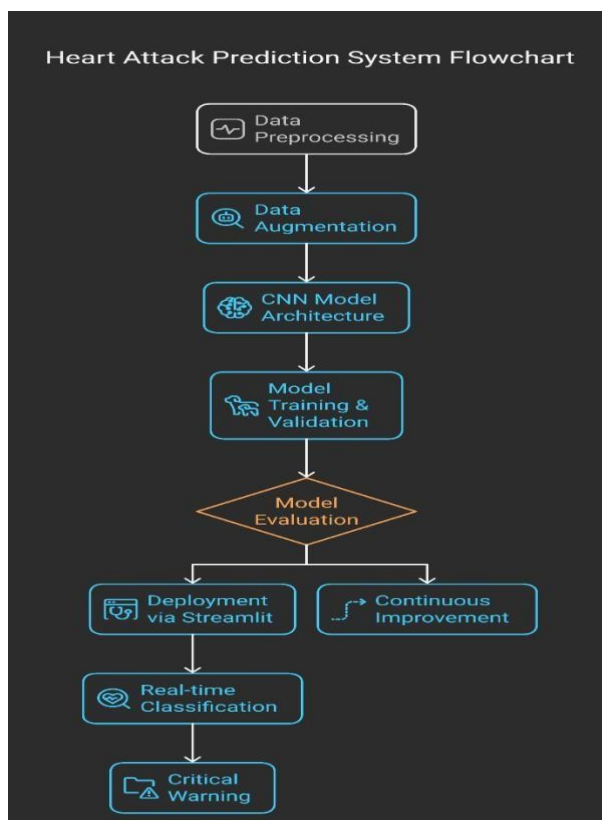 Heart Attack Prediction System Flowchart
Data
Preprocessing
Data
Augmentation
CNN Model
Architecture
Model
Training &
Validation
Model
Evaluation
Deployment
via Streamlit
Continuous
Improvement
Real-time
Classification
Critical
Warning